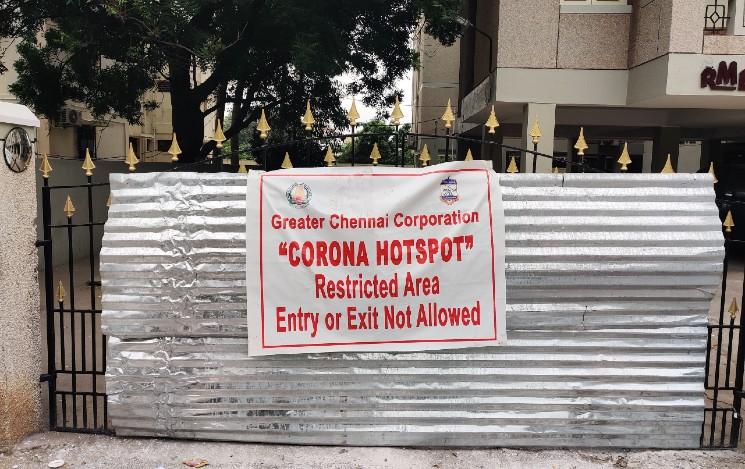 Greater Chennai Corporation
"CORONA HOTSPOT"
Restricted Area
Entry or Exit Not Allowed